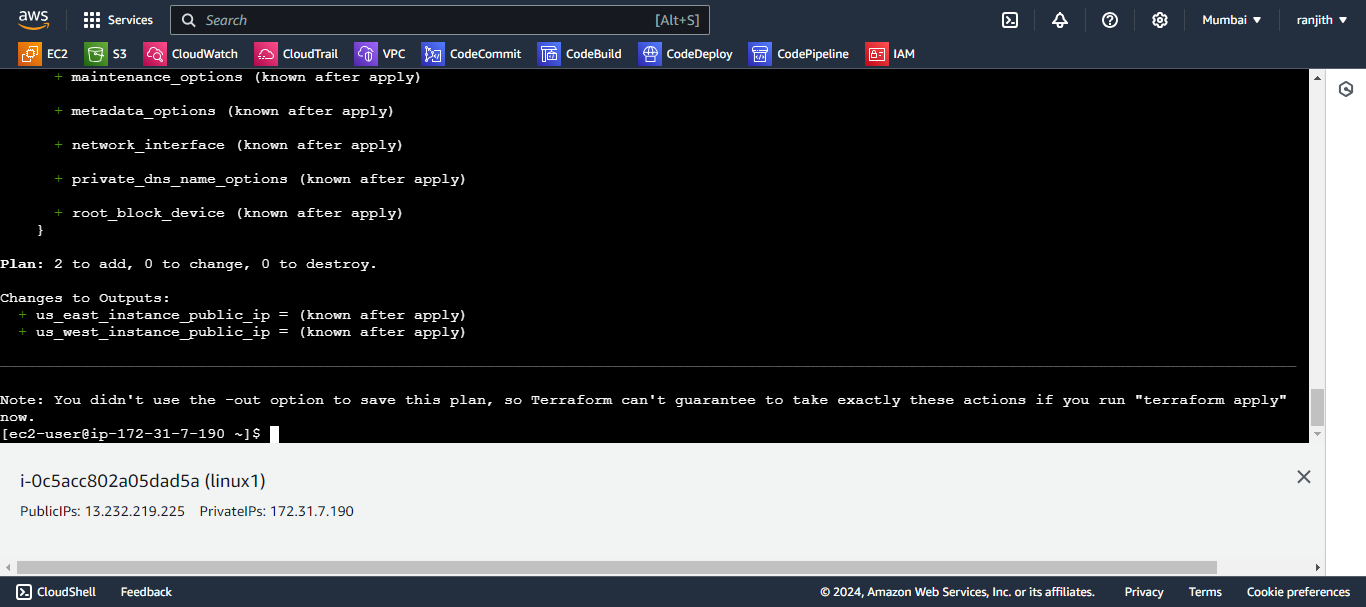 aws Services Search [Alt+S] Mumbai ▼ ranjith ▼
EC2 S3 CloudWatch CloudTrail VPC CodeCommit CodeBuild CodeDeploy CodePipeline IAM
+ maintenance_options (known after apply)
+ metadata_options (known after apply)
+ network_interface (known after apply)
+ private_dns_name_options (known after apply)
+ root_block_device (known after apply)
}
Plan: 2 to add, 0 to change, 0 to destroy.
Changes to Outputs:
+ us_east_instance_public_ip = (known after apply)
+ us_west_instance_public_ip = (known after apply)
Note: You didn't use the -out option to save this plan, so Terraform can't guarantee to take exactly these actions if you run "terraform apply"
now.
[ec2-user@ip-172-31-7-190 ~]$
i-0c5acc802a05dad5a (linux1)
PublicIPs: 13.232.219.225 PrivateIPs: 172.31.7.190
CloudShell Feedback © 2024, Amazon Web Services, Inc. or its affiliates. Privacy Terms Cookie preferences